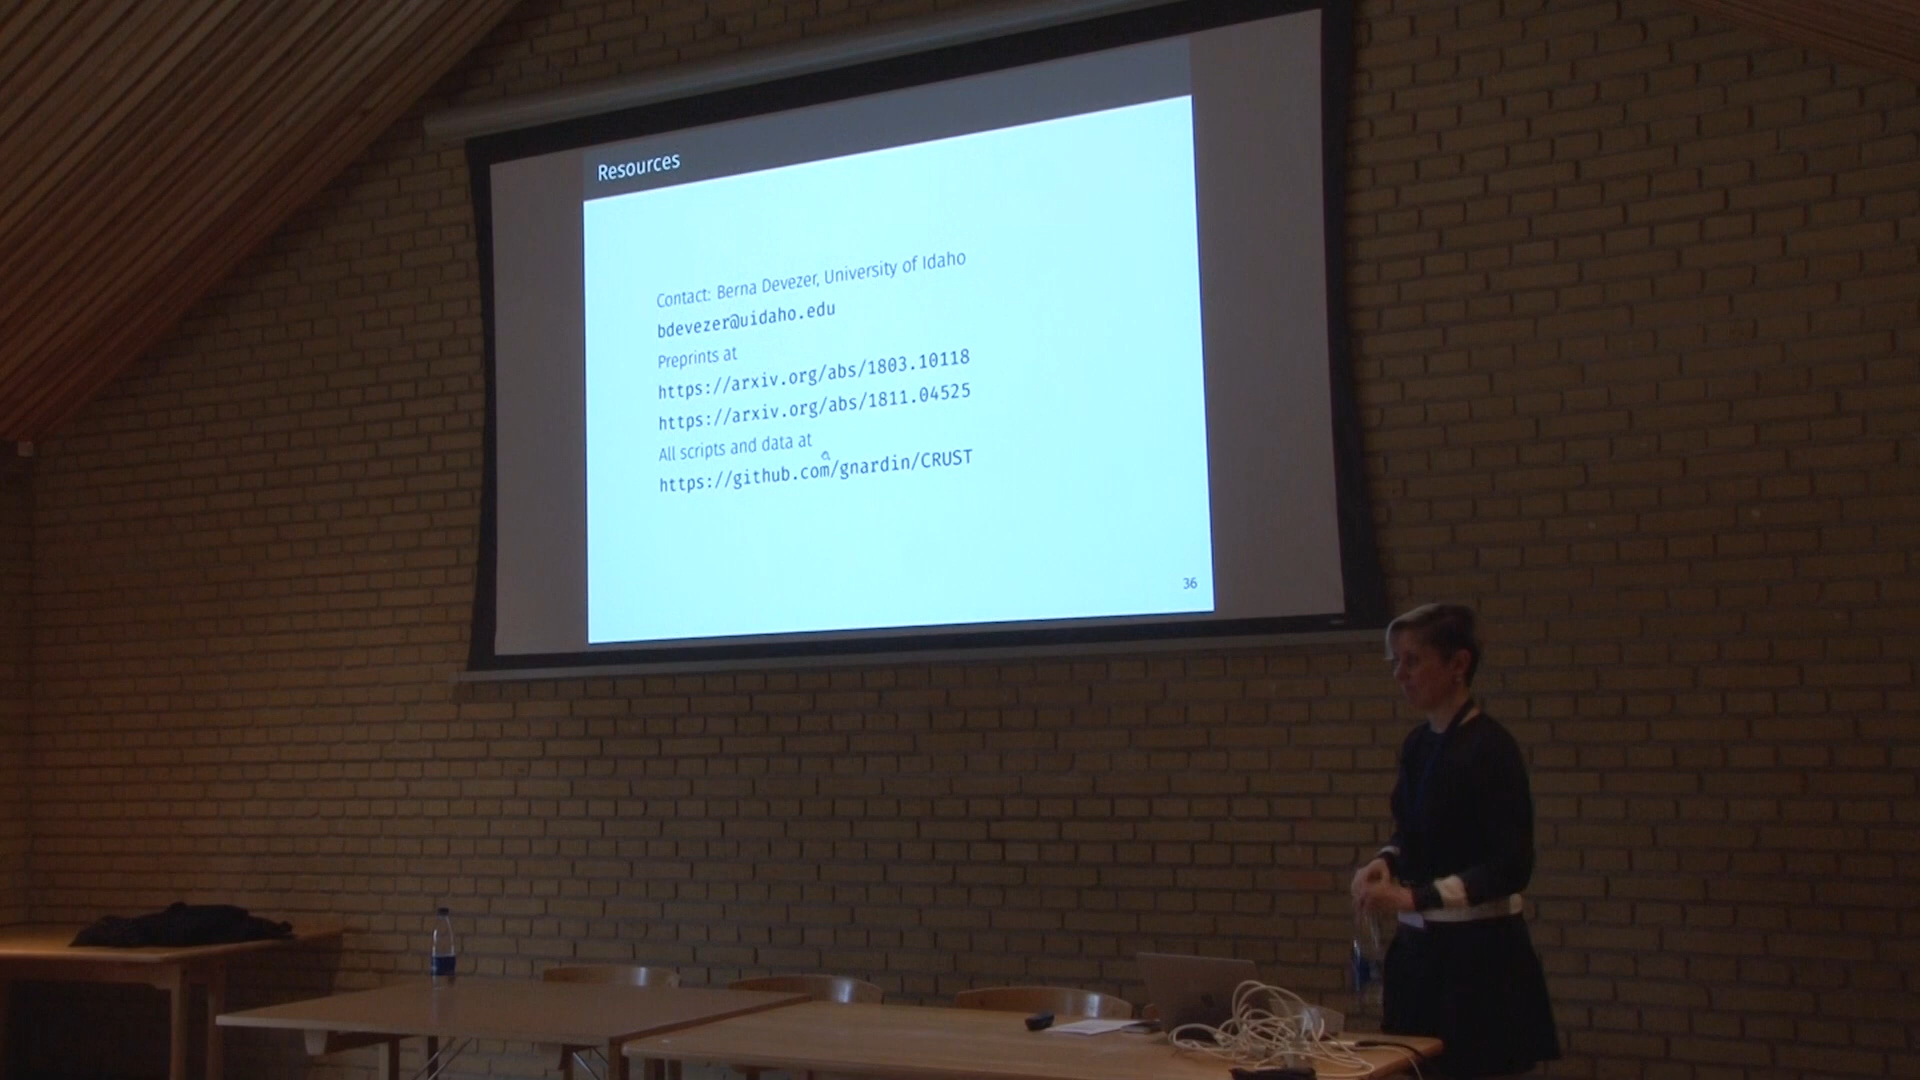 Resources
Contact: Berna Devezer, University of Idaho
bdevezer@uidaho.edu
Preprints at
https://arxiv.org/abs/1803.10118
https://arxiv.org/abs/1811.04525
All scripts and data at
https://github.com/gnardin/CRUST
36